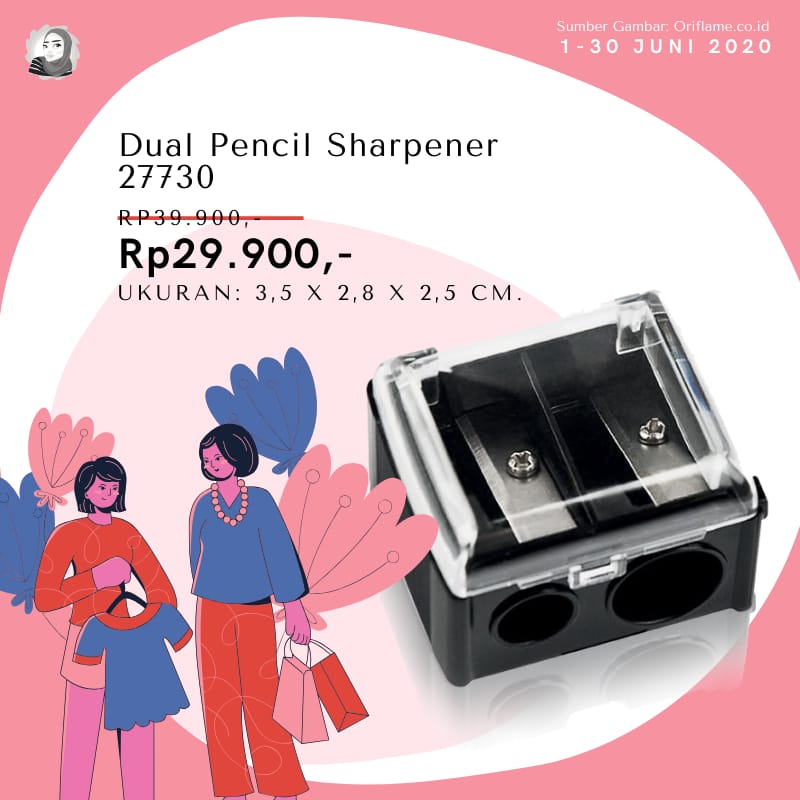 Sumber Gambar: Oriflame.co.id
1-30 JUNI 2020
Dual Pencil Sharpener
27730
RP39.900,-
Rp29.900,-
UKURAN: 3,5 X 2,8 X 2,5 CM.